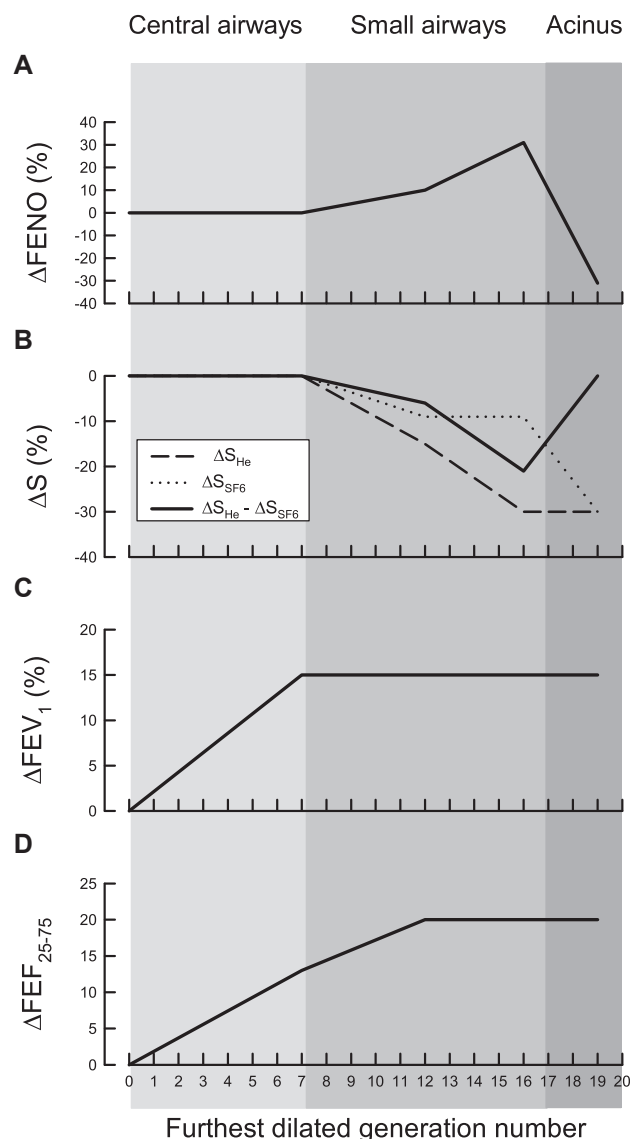 Central airways Small airways Acinus
A
ΔFENO (%)
40
30
20
10
0
-10
-20
-30
-40
B
ΔS (%)
0
-10
-20
-30
-40
ΔS_He
ΔS_SF6
ΔS_He - ΔS_SF6
C
ΔFEV_1 (%)
20
15
10
5
0
D
ΔFEF_25-75
25
20
15
10
5
0
0 1 2 3 4 5 6 7 8 9 10 11 12 13 14 15 16 17 18 19 20
Furthest dilated generation number